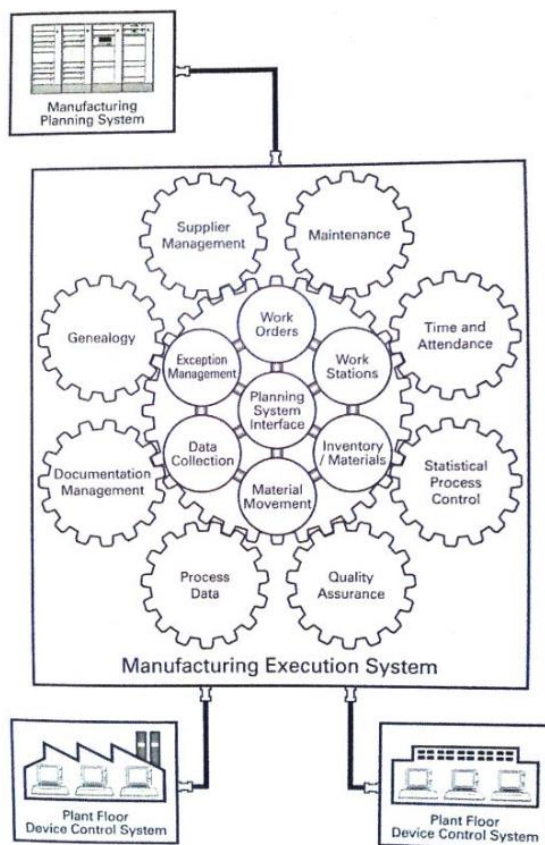 Manufacturing
Planning System
Supplier
Management
Maintenance
Genealogy
Work
Orders
Time and
Attendance
Exception
Management
Work
Stations
Planning
System
Interface
Data
Collection
Inventory
/ Materials
Documentation
Management
Statistical
Process
Control
Material
Movement
Process
Data
Quality
Assurance
Manufacturing Execution System
Plant Floor
Device Control System
Plant Floor
Device Control System